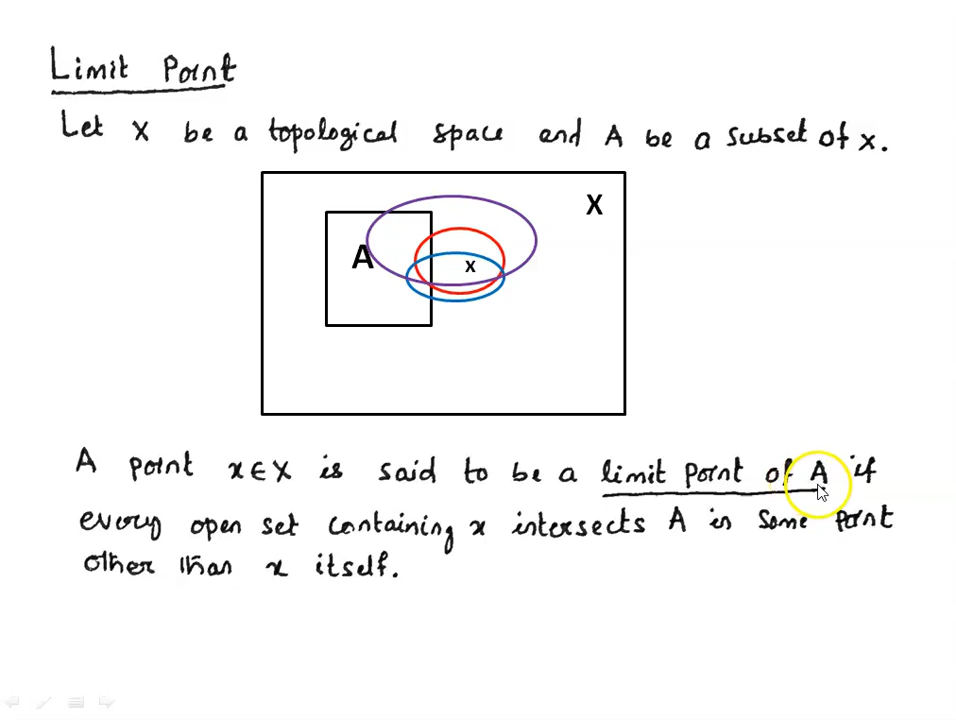 Limit Point
Let X be a topological space and A be a subset of x.
X
A
x
A point x∈X is said to be a limit point of A if
every open set containing x intersects A in some point
other than x itself.